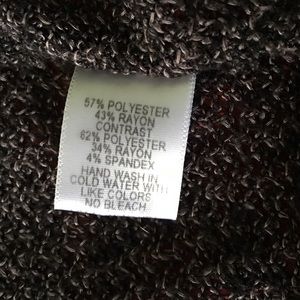 57% POLYESTER
43% RAYON
CONTRAST
62% POLYESTER
34% RAYON
4% SPANDEX
HAND WASH IN
COLD WATER WITH
LIKE COLORS
NO BLEACH